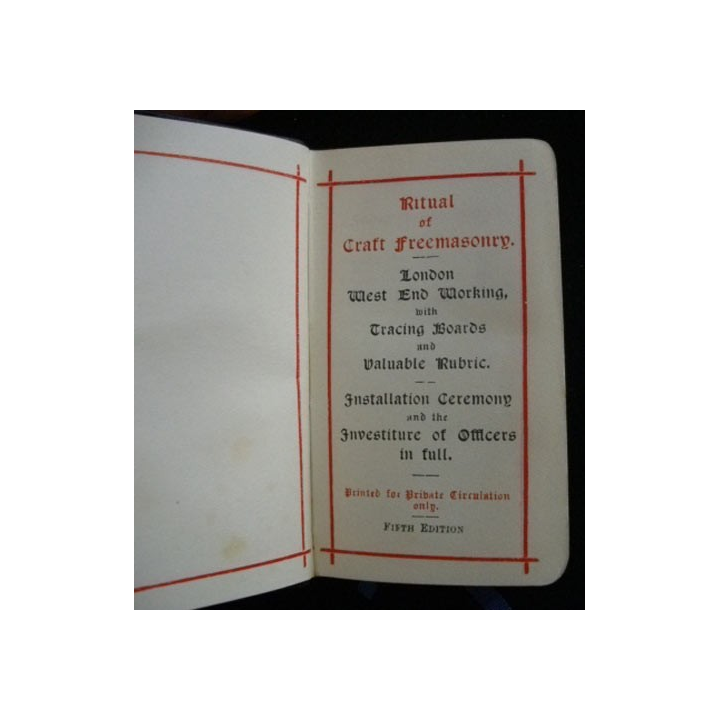 Ritual
of
Craft Freemasonry.
London
West End Working,
with
Tracing Boards
and
Valuable Rubric.
Installation Ceremony
and the
Investiture of Officers
in full.
Printed for Private Circulation
only.
FIFTH EDITION